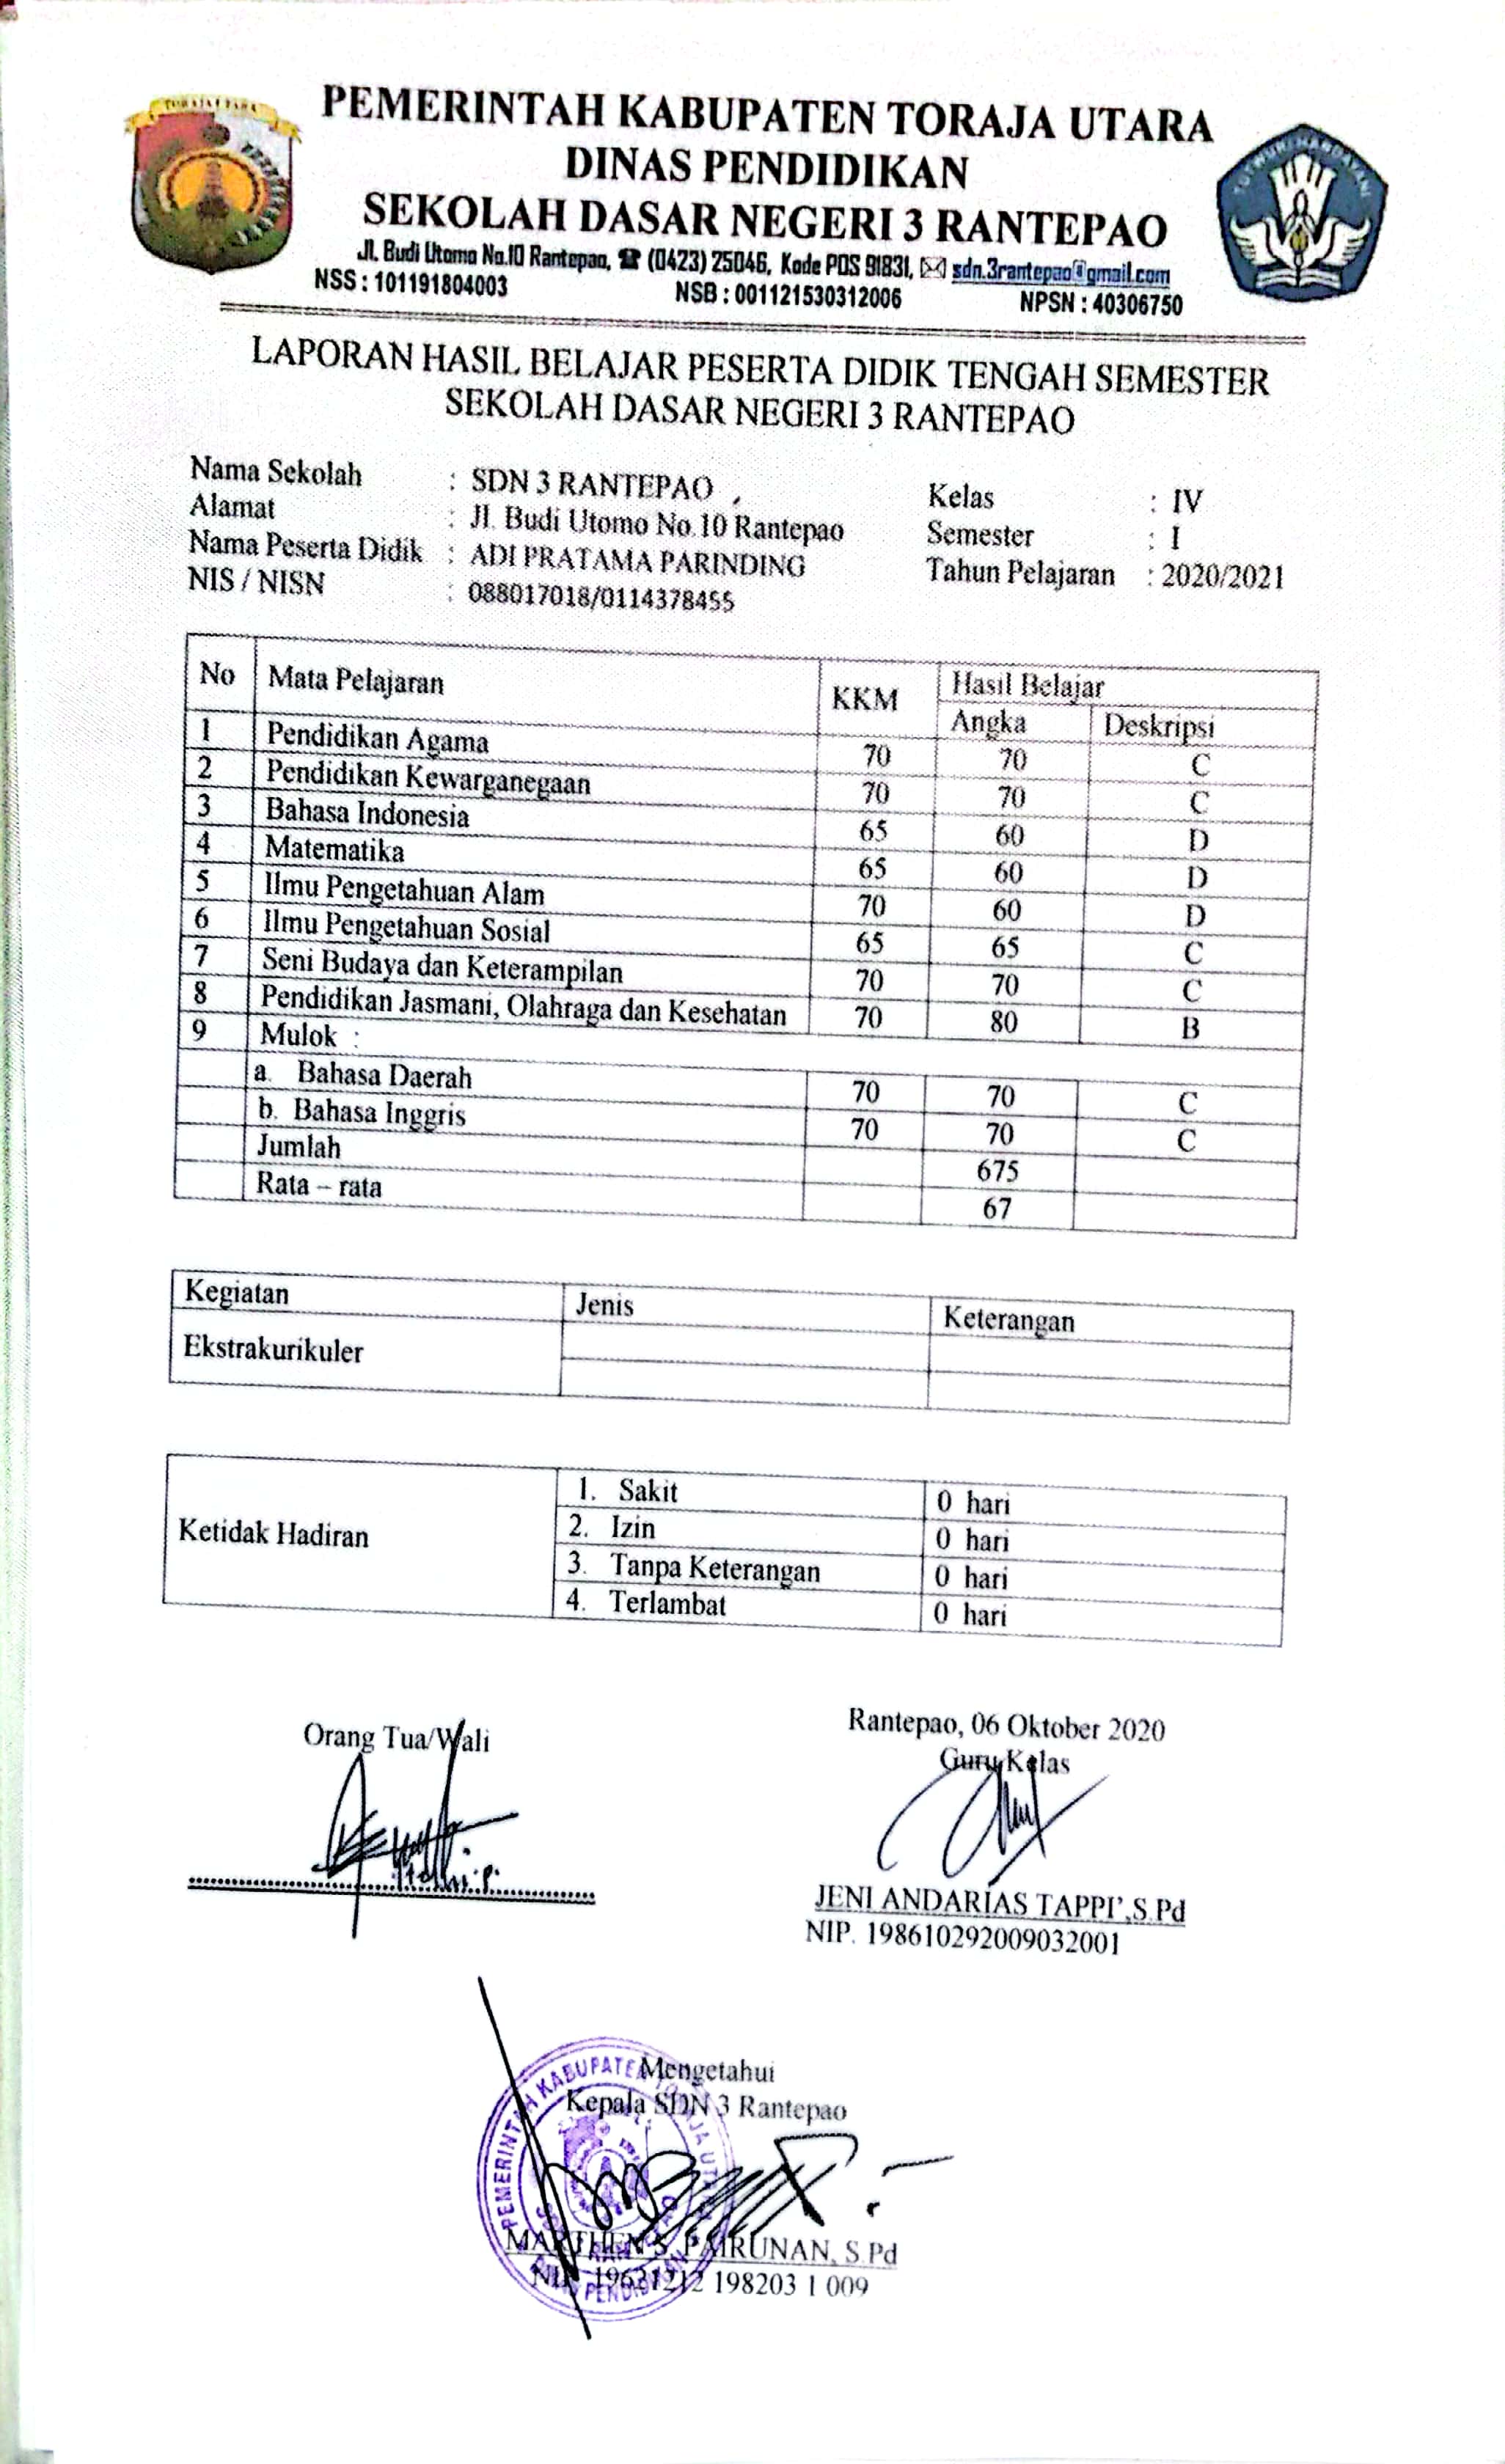 TORAJA UTARA
TUT WURI HANDAYANI
PEMERINTAH KABUPATEN TORAJA UTARA
DINAS PENDIDIKAN
SEKOLAH DASAR NEGERI 3 RANTEPAO
Jl. Budi Utomo No.10 Rantepao, ☎ (0423) 25046, Kode POS 91831, ✉ sdn.3rantepao@gmail.com
NSS : 101191804003 NSB : 001121530312006 NPSN : 40306750
LAPORAN HASIL BELAJAR PESERTA DIDIK TENGAH SEMESTER
SEKOLAH DASAR NEGERI 3 RANTEPAO
Nama Sekolah : SDN 3 RANTEPAO Kelas : IV
Alamat : Jl. Budi Utomo No.10 Rantepao Semester : I
Nama Peserta Didik : ADI PRATAMA PARINDING Tahun Pelajaran : 2020/2021
NIS / NISN : 088017018/0114378455
No Mata Pelajaran KKM Hasil Belajar
Angka Deskripsi
1 Pendidikan Agama 70 70 C
2 Pendidikan Kewarganegaan 70 70 C
3 Bahasa Indonesia 65 60 D
4 Matematika 65 60 D
5 Ilmu Pengetahuan Alam 70 60 D
6 Ilmu Pengetahuan Sosial 65 65 C
7 Seni Budaya dan Keterampilan 70 70 C
8 Pendidikan Jasmani, Olahraga dan Kesehatan 70 80 B
9 Mulok :
a. Bahasa Daerah 70 70 C
b. Bahasa Inggris 70 70 C
Jumlah 675
Rata – rata 67
Kegiatan Jenis Keterangan
Ekstrakurikuler
Ketidak Hadiran
1. Sakit 0 hari
2. Izin 0 hari
3. Tanpa Keterangan 0 hari
4. Terlambat 0 hari
Rantepao, 06 Oktober 2020
Orang Tua/Wali Guru Kelas
JENI ANDARIAS TAPPI',S.Pd
NIP. 198610292009032001
Mengetahui
Kepala SDN 3 Rantepao
PEMERINTAH KABUPATEN TORAJA UTARA
MARTHEN S. PAIRUNAN, S.Pd
NIP. 19621212 198203 1 009